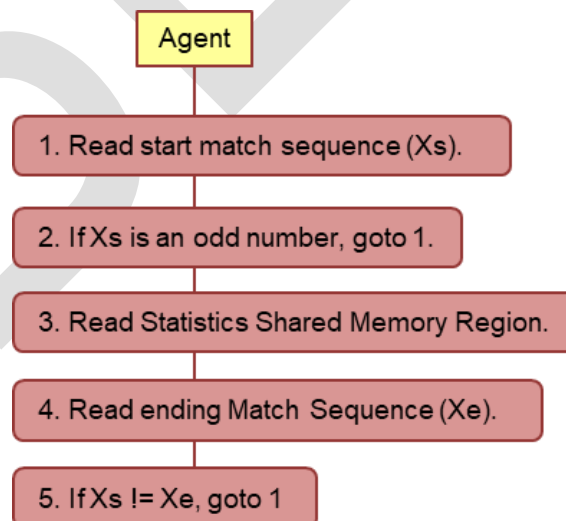 Agent
1. Read start match sequence (Xs).
2. If Xs is an odd number, goto 1.
3. Read Statistics Shared Memory Region.
4. Read ending Match Sequence (Xe).
5. If Xs != Xe, goto 1